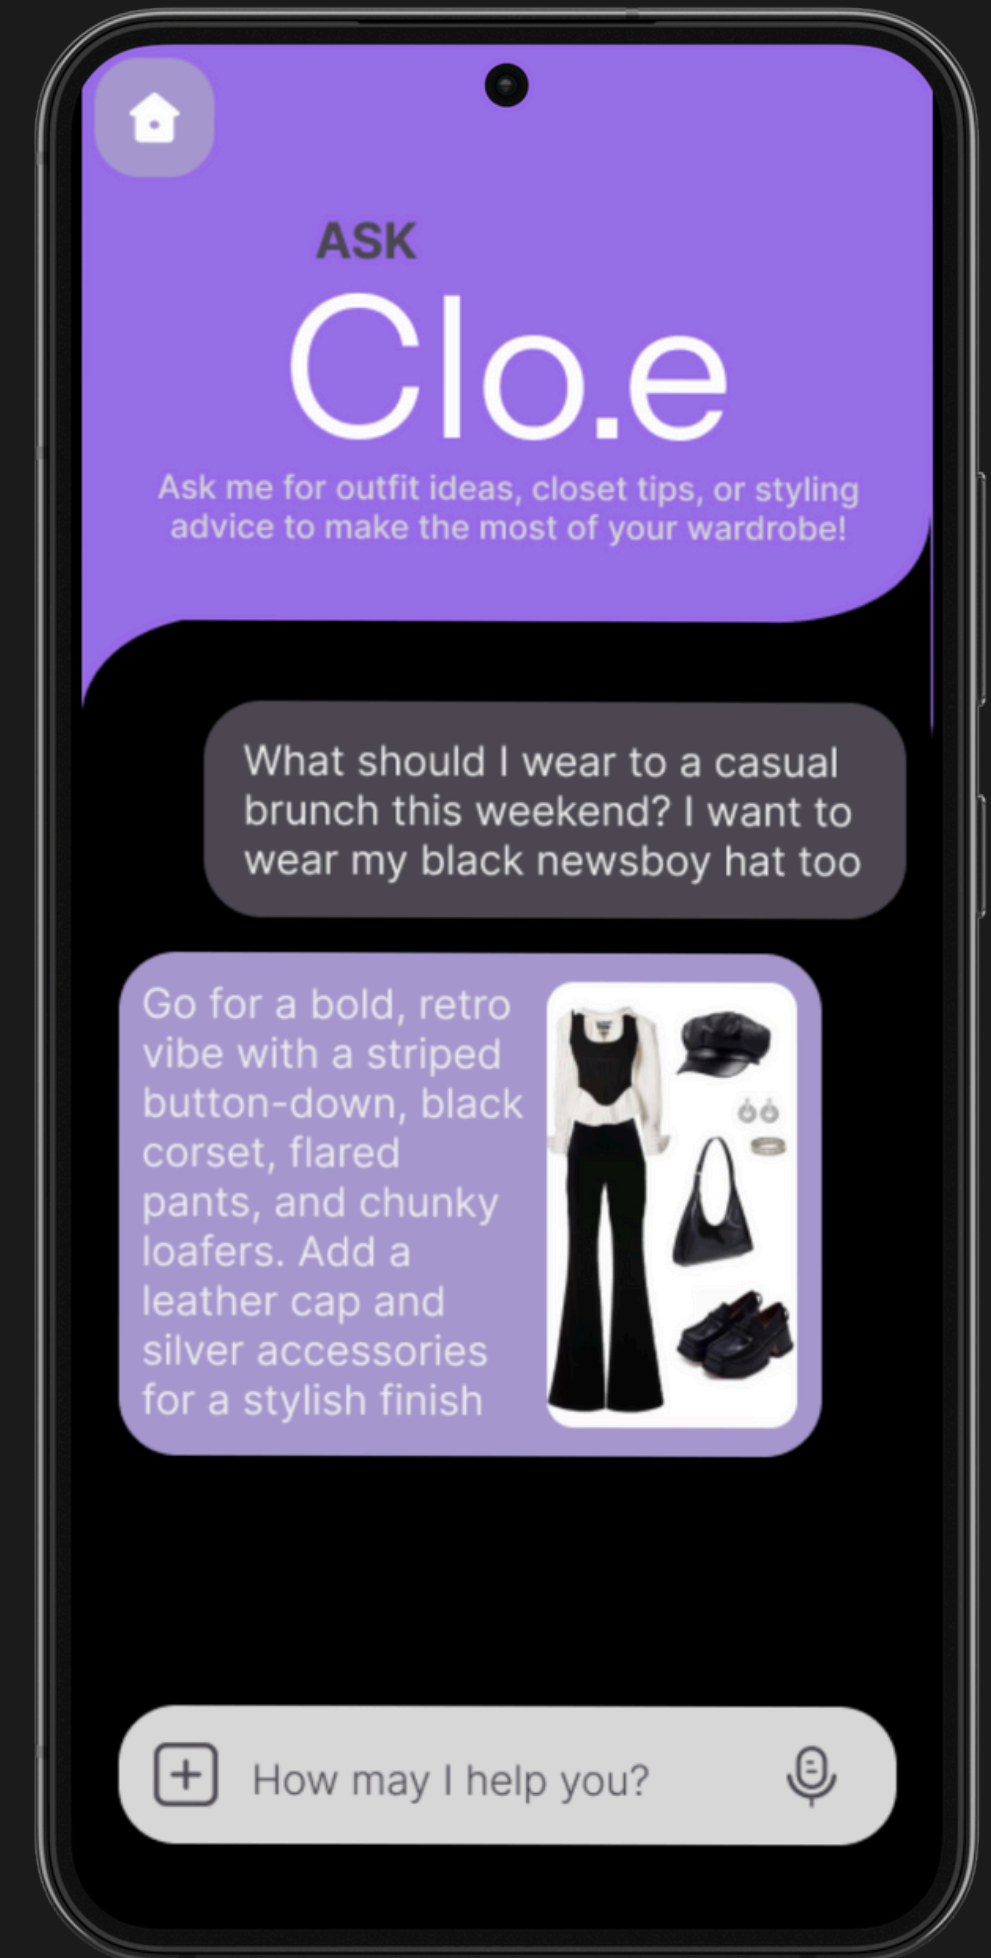 ASK
Clo.e
Ask me for outfit ideas, closet tips, or styling
advice to make the most of your wardrobe!
What should I wear to a casual
brunch this weekend? I want to
wear my black newsboy hat too
Go for a bold, retro
vibe with a striped
button-down, black
corset, flared
pants, and chunky
loafers. Add a
leather cap and
silver accessories
for a stylish finish
How may I help you?